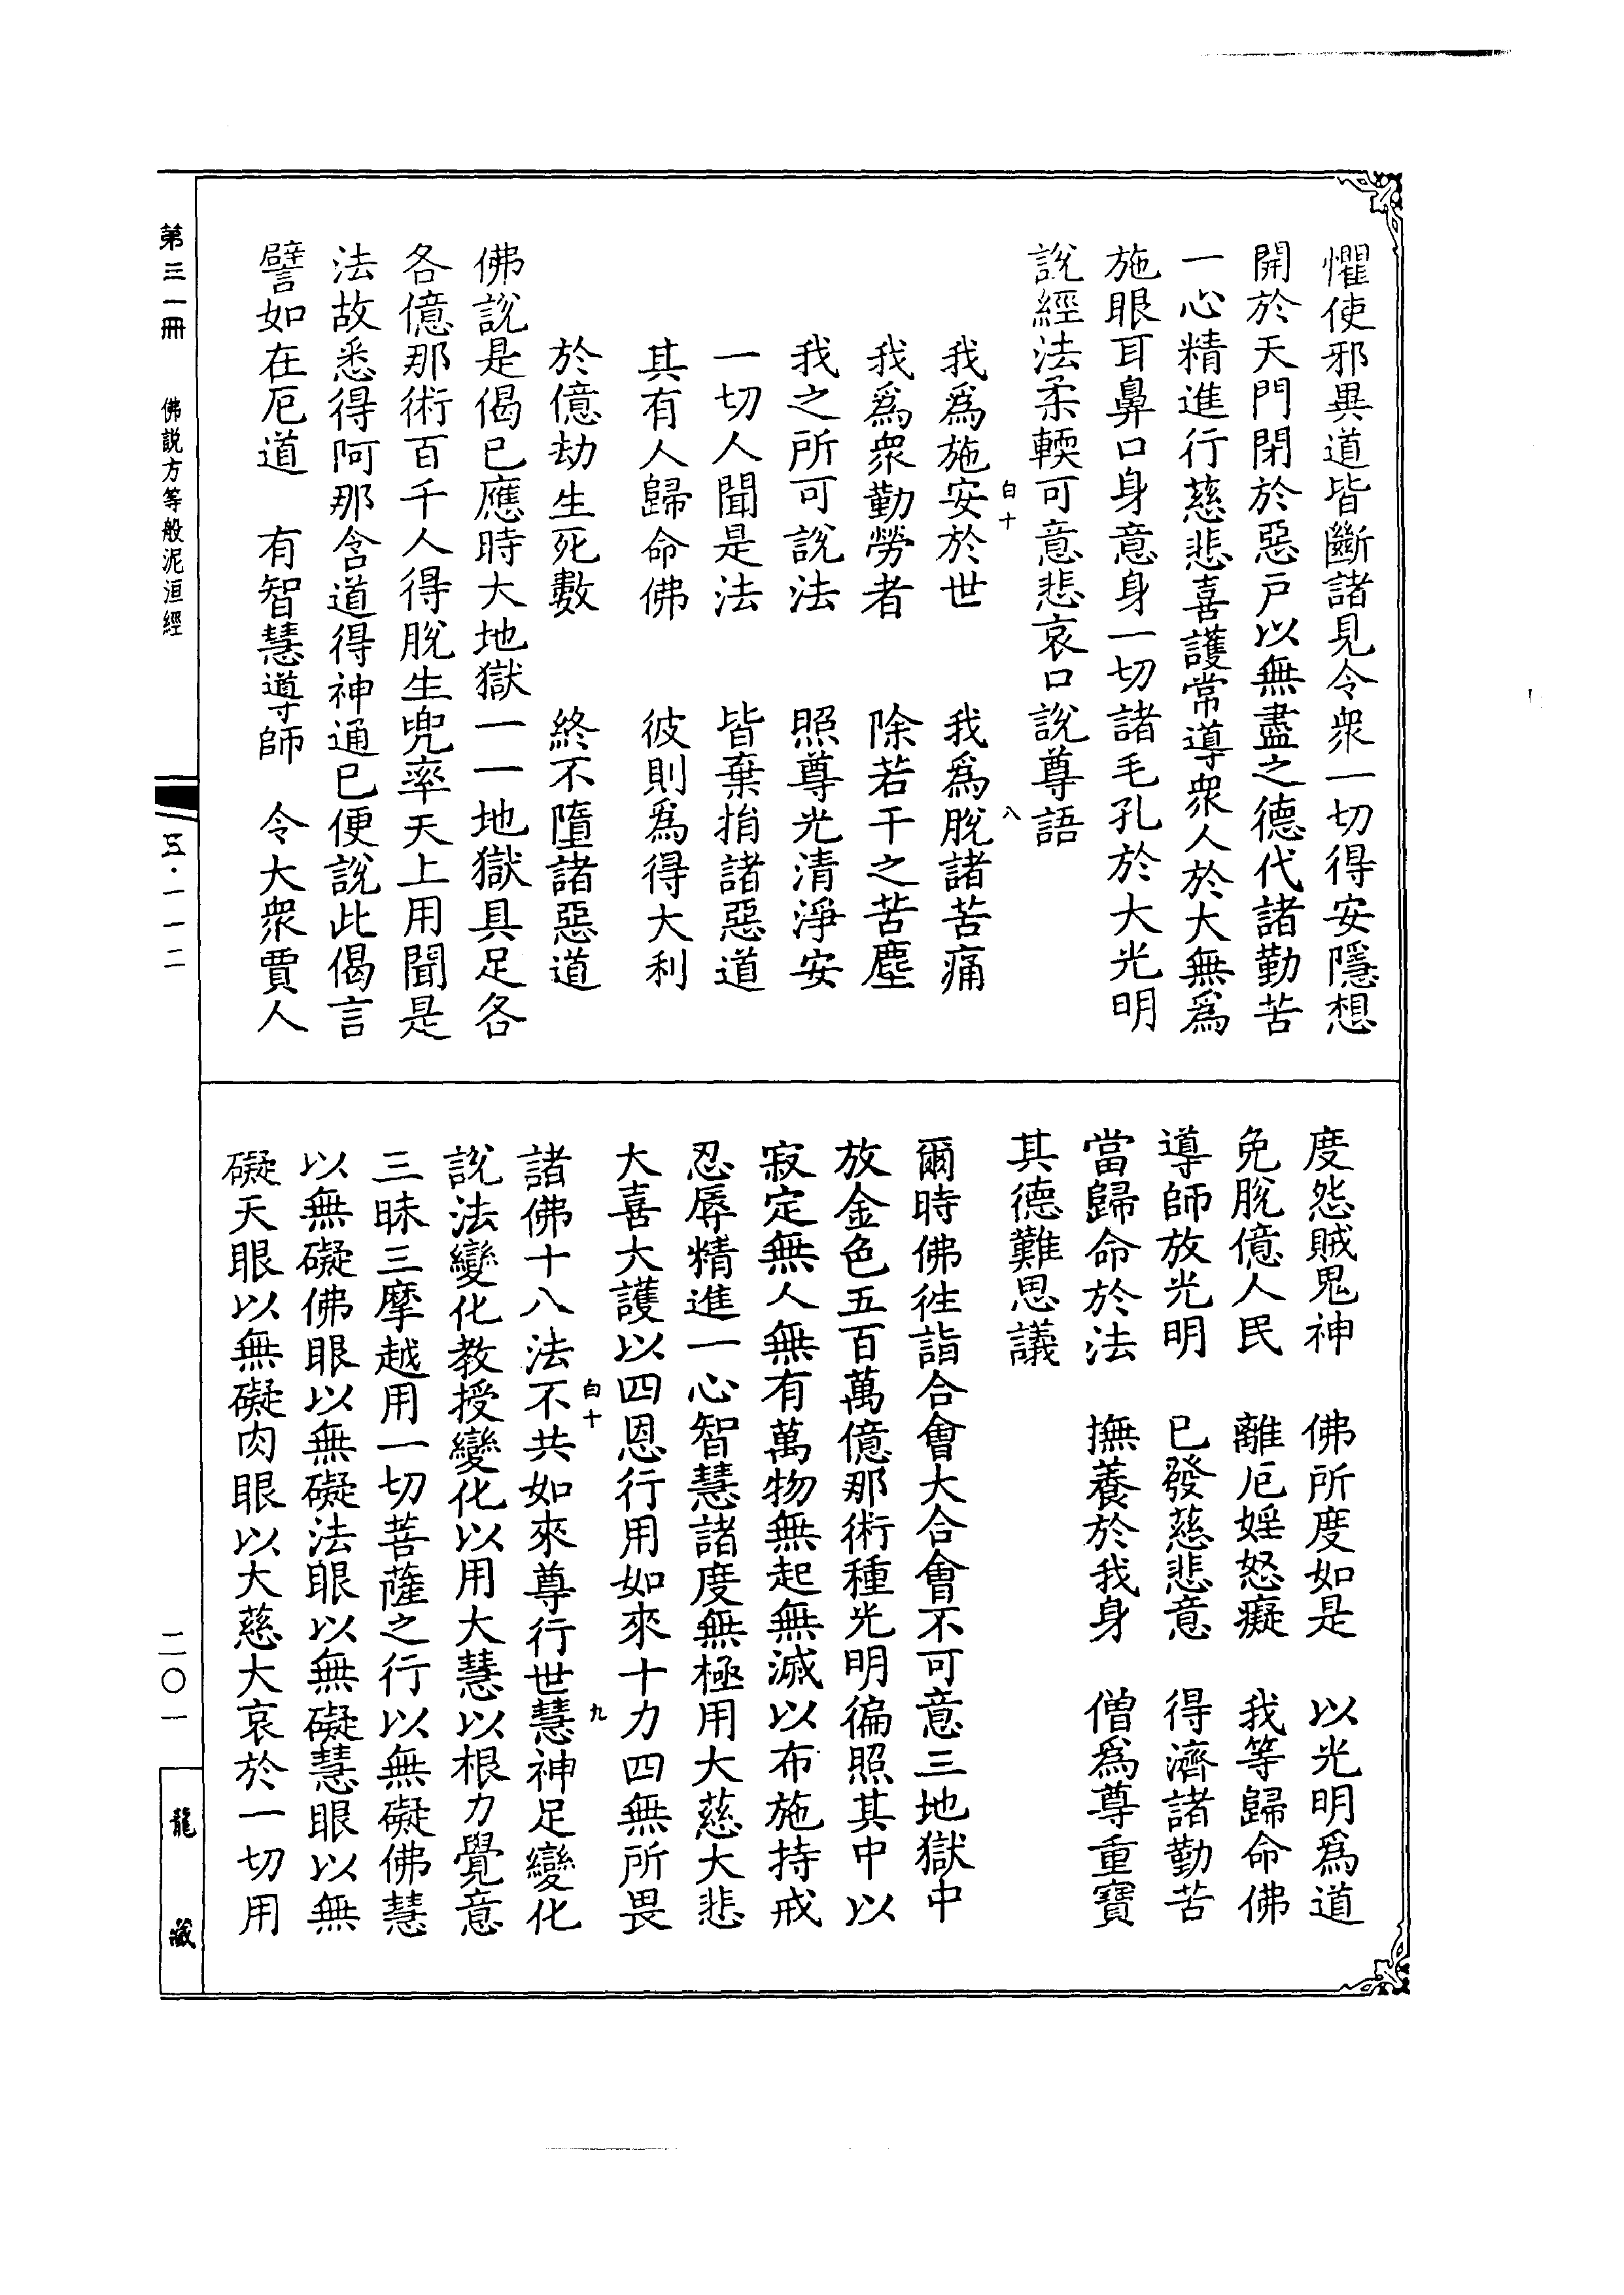 懼使邪異道皆斷諸見令衆一切得安隱想
開於天門閉於惡戶以無盡之德代諸勤苦
一心精進行慈悲喜護常導衆人於大無爲
施眼耳鼻口身意身一切諸毛孔於大光明
說經法柔輭可意悲哀口說尊語
白十 八
我爲施安於世 我爲脫諸苦痛
我爲衆勤勞者 除若干之苦塵
我之所可說法 照尊光清淨安
一切人聞是法 皆棄捐諸惡道
其有人歸命佛 彼則爲得大利
於億劫生死數 終不墮諸惡道
佛說是偈已應時大地獄一一地獄具足各
各億那術百千人得脫生兜率天上用聞是
法故悉得阿那含道得神通已便說此偈言
譬如在厄道 有智慧導師 令大衆賈人
度怨賊鬼神 佛所度如是 以光明爲道
免脫億人民 離厄婬怒癡 我等歸命佛
導師放光明 已發慈悲意 得濟諸勤苦
當歸命於法 撫養於我身 僧爲尊重寶
其德難思議
爾時佛往詣合會大合會不可意三地獄中
放金色五百萬億那術種光明徧照其中以
寂定無人無有萬物無起無滅以布施持戒
忍辱精進一心智慧諸度無極用大慈大悲
大喜大護以四恩行用如來十力四無所畏
白十 九
諸佛十八法不共如來尊行世慧神足變化
說法變化教授變化以用大慧以根力覺意
三昧三摩越用一切菩薩之行以無礙佛慧
以無礙佛眼以無礙法眼以無礙慧眼以無
礙天眼以無礙肉眼以大慈大哀於一切用
第三一冊 佛説方等般泥洹經 五·一一二 二〇一 龍藏